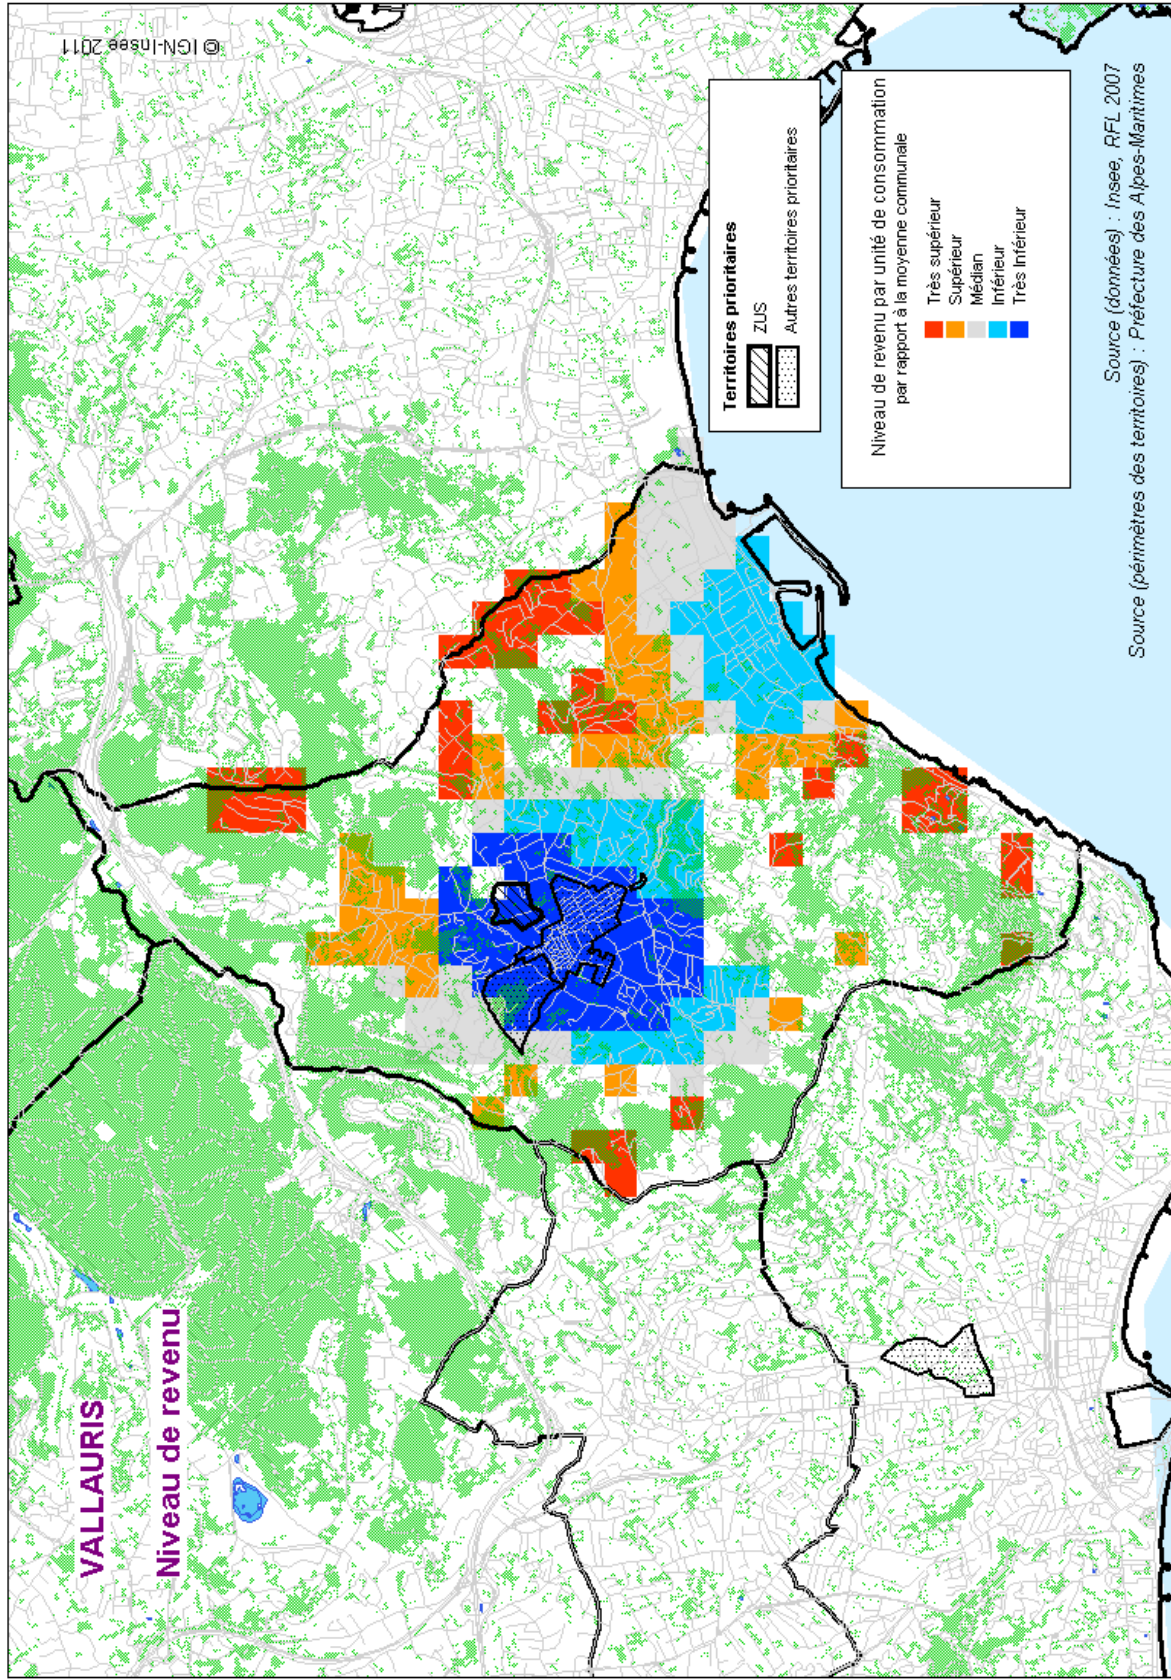 VALLAURIS
Niveau de revenu
© IGN-Insee 2011
Territoires prioritaires
ZUS
Autres territoires prioritaires
Niveau de revenu par unité de consommation
par rapport à la moyenne communale
Très supérieur
Supérieur
Médian
Inférieur
Très Inférieur
Source (données) : Insee, RFL 2007
Source (périmètres des territoires) : Préfecture des Alpes-Maritimes